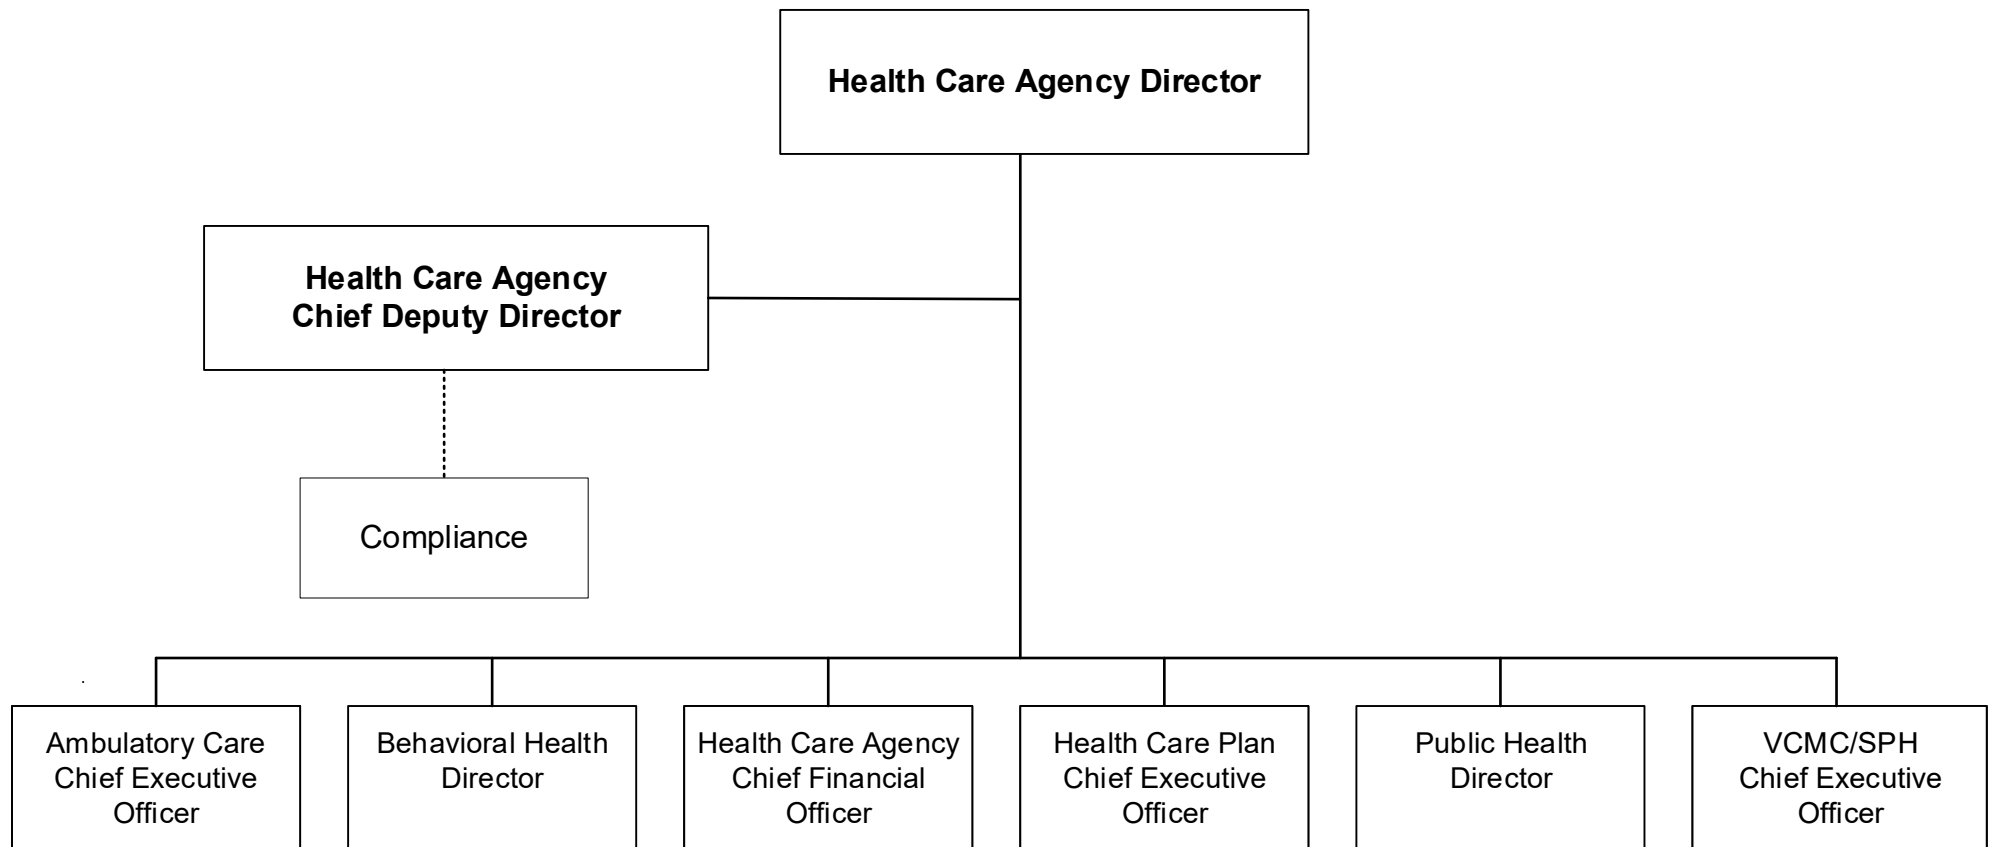 Health Care Agency Director
Health Care Agency
Chief Deputy Director
Compliance
Ambulatory Care
Chief Executive
Officer
Behavioral Health
Director
Health Care Agency
Chief Financial
Officer
Health Care Plan
Chief Executive
Officer
Public Health
Director
VCMC/SPH
Chief Executive
Officer